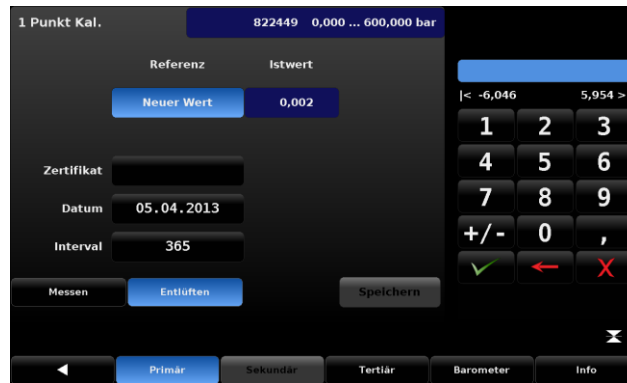 1 Punkt Kal.
822449 0,000 ... 600,000 bar
Referenz Istwert
Neuer Wert 0,002
|< -6,046 5,954 >
1 2 3
4 5 6
7 8 9
+/- 0 ,
Zertifikat
Datum 05.04.2013
Interval 365
Messen Entlüften Speichern
Primär Sekundär Tertiär Barometer Info